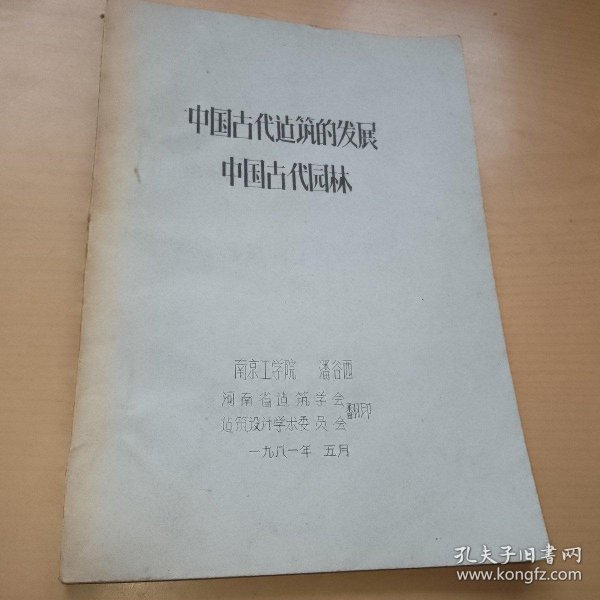 中国古代迠筑的发展
中国古代园林
南京工学院 潘谷西
河南省迠筑学会
迠筑设计学术委员会 翻印
一九八一年 五月
孔夫子旧书网
www.kongfz.com